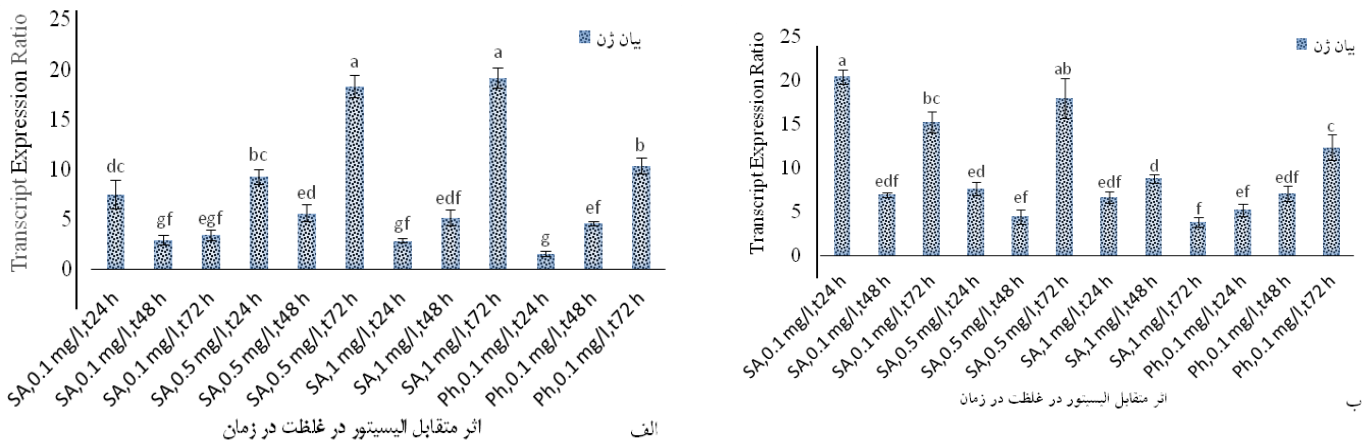 25
20
15
10
5
0
Transcript Expression Ratio
بیان ژن
dc
gf
egf
bc
ed
a
gf
edf
a
g
ef
b
SA,0.1 mg/l,t24 h
SA,0.1 mg/l,t48 h
SA,0.1 mg/l,t72 h
SA,0.5 mg/l,t24 h
SA,0.5 mg/l,t48 h
SA,0.5 mg/l,t72 h
SA,1 mg/l,t24 h
SA,1 mg/l,t48 h
SA,1 mg/l,t72 h
Ph,0.1 mg/l,t24 h
Ph,0.1 mg/l,t48 h
Ph,0.1 mg/l,t72 h
اثر متقابل الیسیتور در غلظت در زمان
الف
25
20
15
10
5
0
Transcript Expression Ratio
بیان ژن
a
edf
bc
ed
ef
ab
edf
d
f
ef
edf
c
SA,0.1 mg/l,t24 h
SA,0.1 mg/l,t48 h
SA,0.1 mg/l,t72 h
SA,0.5 mg/l,t24 h
SA,0.5 mg/l,t48 h
SA,0.5 mg/l,t72 h
SA,1 mg/l,t24 h
SA,1 mg/l,t48 h
SA,1 mg/l,t72 h
Ph,0.1 mg/l,t24 h
Ph,0.1 mg/l,t48 h
Ph,0.1 mg/l,t72 h
اثر متقابل الیسیتور در غلظت در زمان
ب